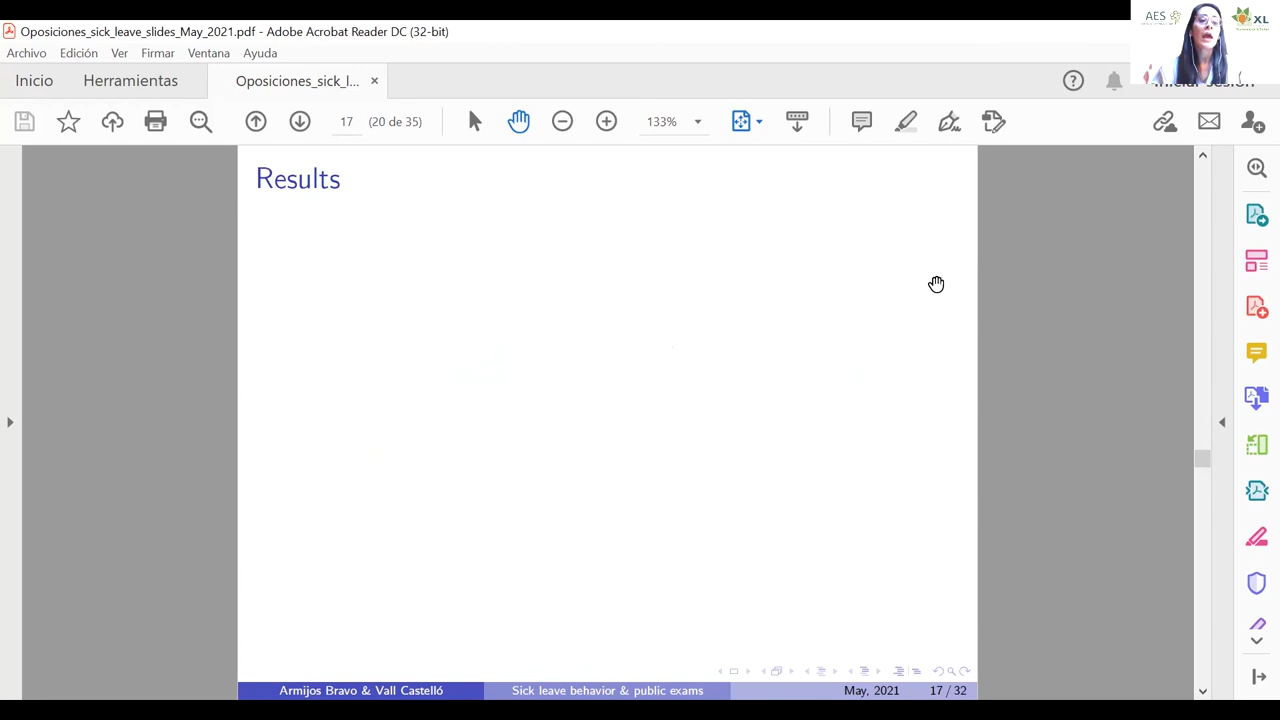 AES
XL
Oposiciones_sick_leave_slides_May_2021.pdf - Adobe Acrobat Reader DC (32-bit)
Archivo Edición Ver Firmar Ventana Ayuda
Inicio Herramientas Oposiciones_sick_l... ×
17 (20 de 35) 133%
Results
Armijos Bravo & Vall Castelló Sick leave behavior & public exams May, 2021 17 / 32